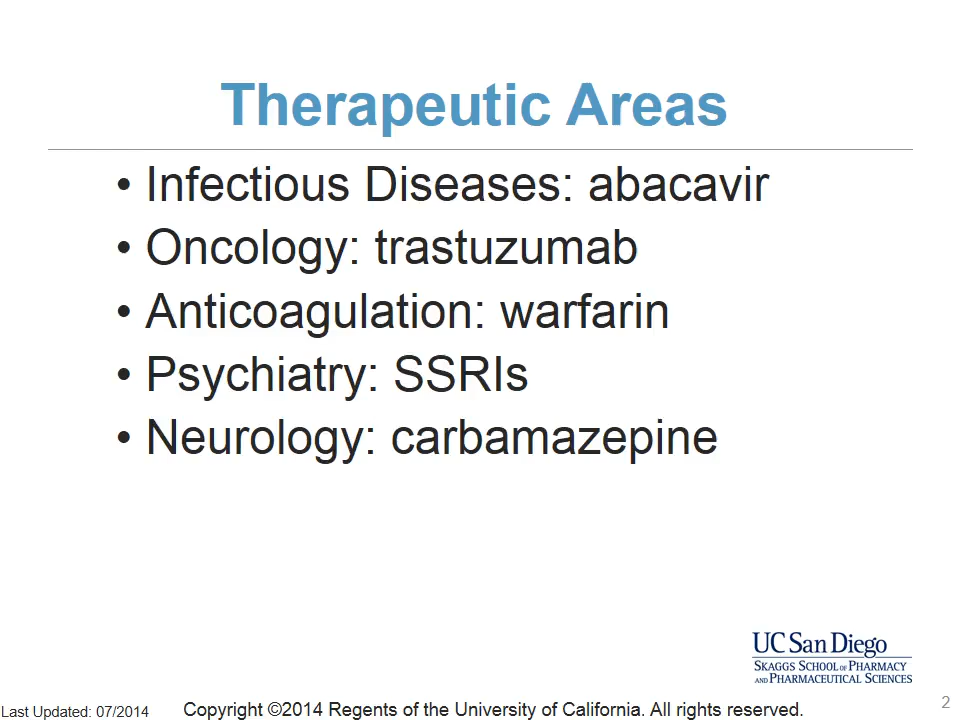 Therapeutic Areas
• Infectious Diseases: abacavir
• Oncology: trastuzumab
• Anticoagulation: warfarin
• Psychiatry: SSRIs
• Neurology: carbamazepine
UC San Diego
SKAGGS SCHOOL OF PHARMACY
AND PHARMACEUTICAL SCIENCES
Last Updated: 07/2014
Copyright ©2014 Regents of the University of California. All rights reserved.
2